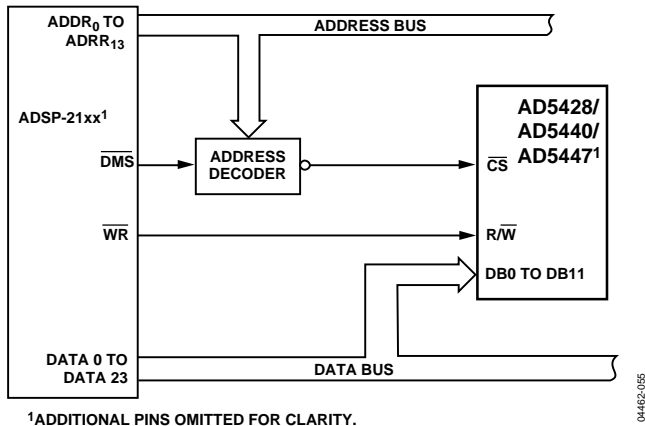 ADDR0 TO
ADRR13
ADDRESS BUS
ADSP-21xx1
AD5428/
AD5440/
AD54471
DMS
ADDRESS
DECODER
CS
WR
R/W
DB0 TO DB11
DATA 0 TO
DATA 23
DATA BUS
04462-055
1ADDITIONAL PINS OMITTED FOR CLARITY.